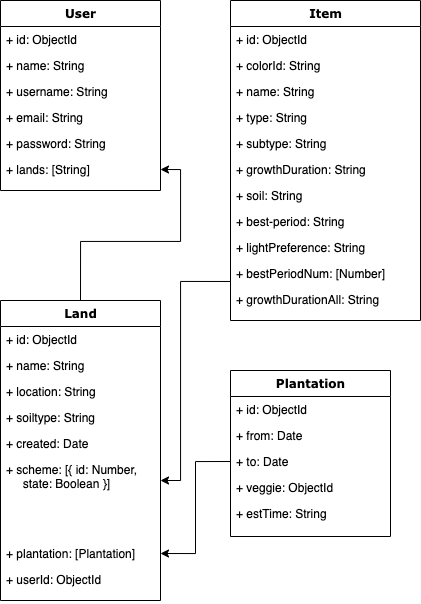 User
+ id: ObjectId
+ name: String
+ username: String
+ email: String
+ password: String
+ lands: [String]
Item
+ id: ObjectId
+ colorId: String
+ name: String
+ type: String
+ subtype: String
+ growthDuration: String
+ soil: String
+ best-period: String
+ lightPreference: String
+ bestPeriodNum: [Number]
+ growthDurationAll: String
Land
+ id: ObjectId
+ name: String
+ location: String
+ soiltype: String
+ created: Date
+ scheme: [{ id: Number,
state: Boolean }]
+ plantation: [Plantation]
+ userId: ObjectId
Plantation
+ id: ObjectId
+ from: Date
+ to: Date
+ veggie: ObjectId
+ estTime: String